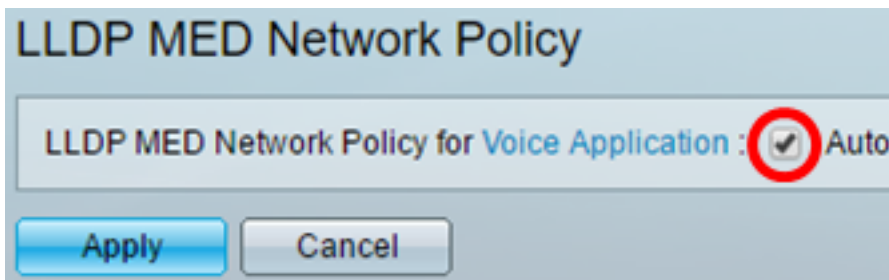 LLDP MED Network Policy
LLDP MED Network Policy for Voice Application : Auto
Apply Cancel